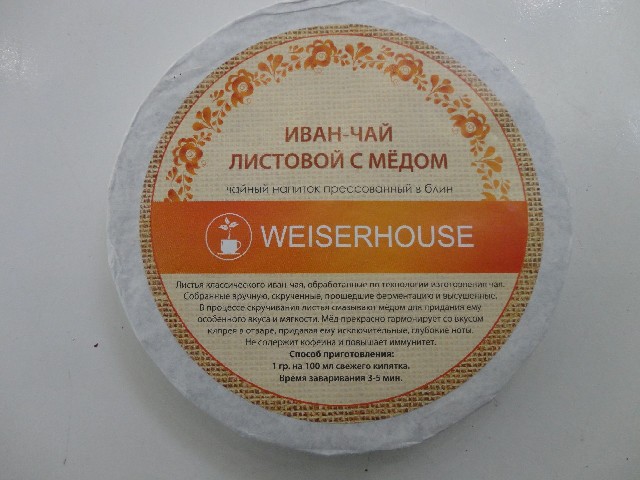 ИВАН-ЧАЙ
ЛИСТОВОЙ С МЁДОМ
чайный напиток прессованный в блин
WEISERHOUSE
Листья классического иван-чая, обработанные по технологии изготовления чая.
Собранные вручную, скрученные, прошедшие ферментацию и высушенные.
В процессе скручивания листья смазывают мёдом для придания ему
особенного вкуса и мягкости. Мёд прекрасно гармонирует со вкусом
кипрея в отваре, придавая ему исключительные, глубокие ноты.
Не содержит кофеина и повышает иммунитет.
Способ приготовления:
1 гр. на 100 мл свежего кипятка.
Время заваривания 3-5 мин.